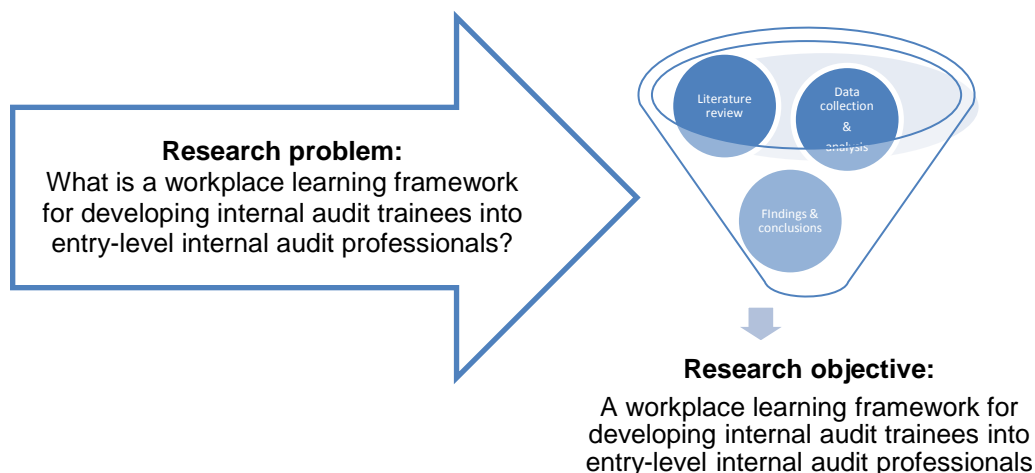 Research problem:
What is a workplace learning framework
for developing internal audit trainees into
entry-level internal audit professionals?
Literature
review
Data
collection
&
analysis
FIndings &
conclusions
Research objective:
A workplace learning framework for
developing internal audit trainees into
entry-level internal audit professionals